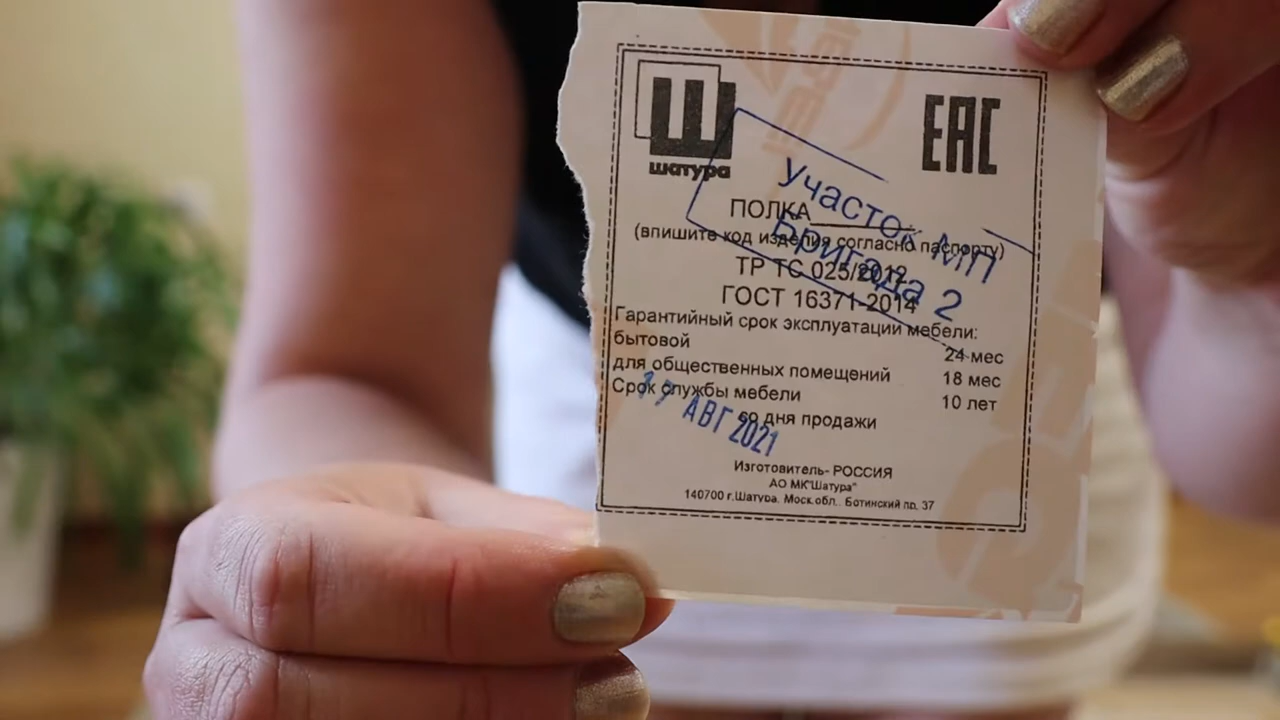 Ш
шатура
EAC
ПОЛКА
(впишите код изделия согласно паспорту)
ТР ТС 025/2012
ГОСТ 16371-2014
Гарантийный срок эксплуатации мебели:
бытовой 24 мес
для общественных помещений 18 мес
Срок службы мебели 10 лет
со дня продажи
Изготовитель- РОССИЯ
АО МК"Шатура"
140700 г.Шатура. Моск.обл.. Ботинский пр. 37
Участок МП
Бригада 2
17 АВГ 2021